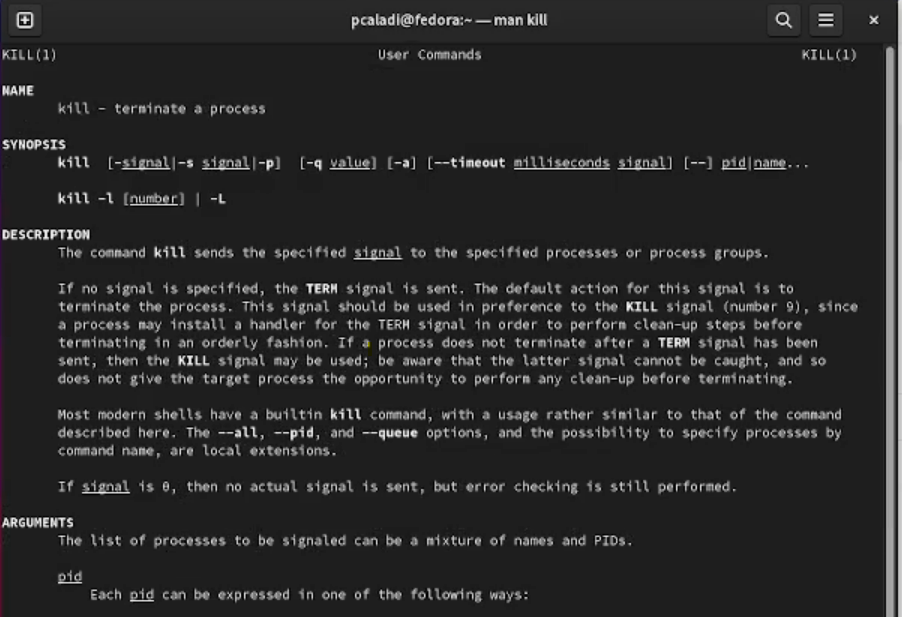 pcaladi@fedora:~ — man kill
KILL(1) User Commands KILL(1)
NAME
kill - terminate a process
SYNOPSIS
kill [-signal|-s signal|-p] [-q value] [-a] [--timeout milliseconds signal] [--] pid|name...
kill -l [number] | -L
DESCRIPTION
The command kill sends the specified signal to the specified processes or process groups.
If no signal is specified, the TERM signal is sent. The default action for this signal is to
terminate the process. This signal should be used in preference to the KILL signal (number 9), since
a process may install a handler for the TERM signal in order to perform clean-up steps before
terminating in an orderly fashion. If a process does not terminate after a TERM signal has been
sent, then the KILL signal may be used; be aware that the latter signal cannot be caught, and so
does not give the target process the opportunity to perform any clean-up before terminating.
Most modern shells have a builtin kill command, with a usage rather similar to that of the command
described here. The --all, --pid, and --queue options, and the possibility to specify processes by
command name, are local extensions.
If signal is 0, then no actual signal is sent, but error checking is still performed.
ARGUMENTS
The list of processes to be signaled can be a mixture of names and PIDs.
pid
Each pid can be expressed in one of the following ways: